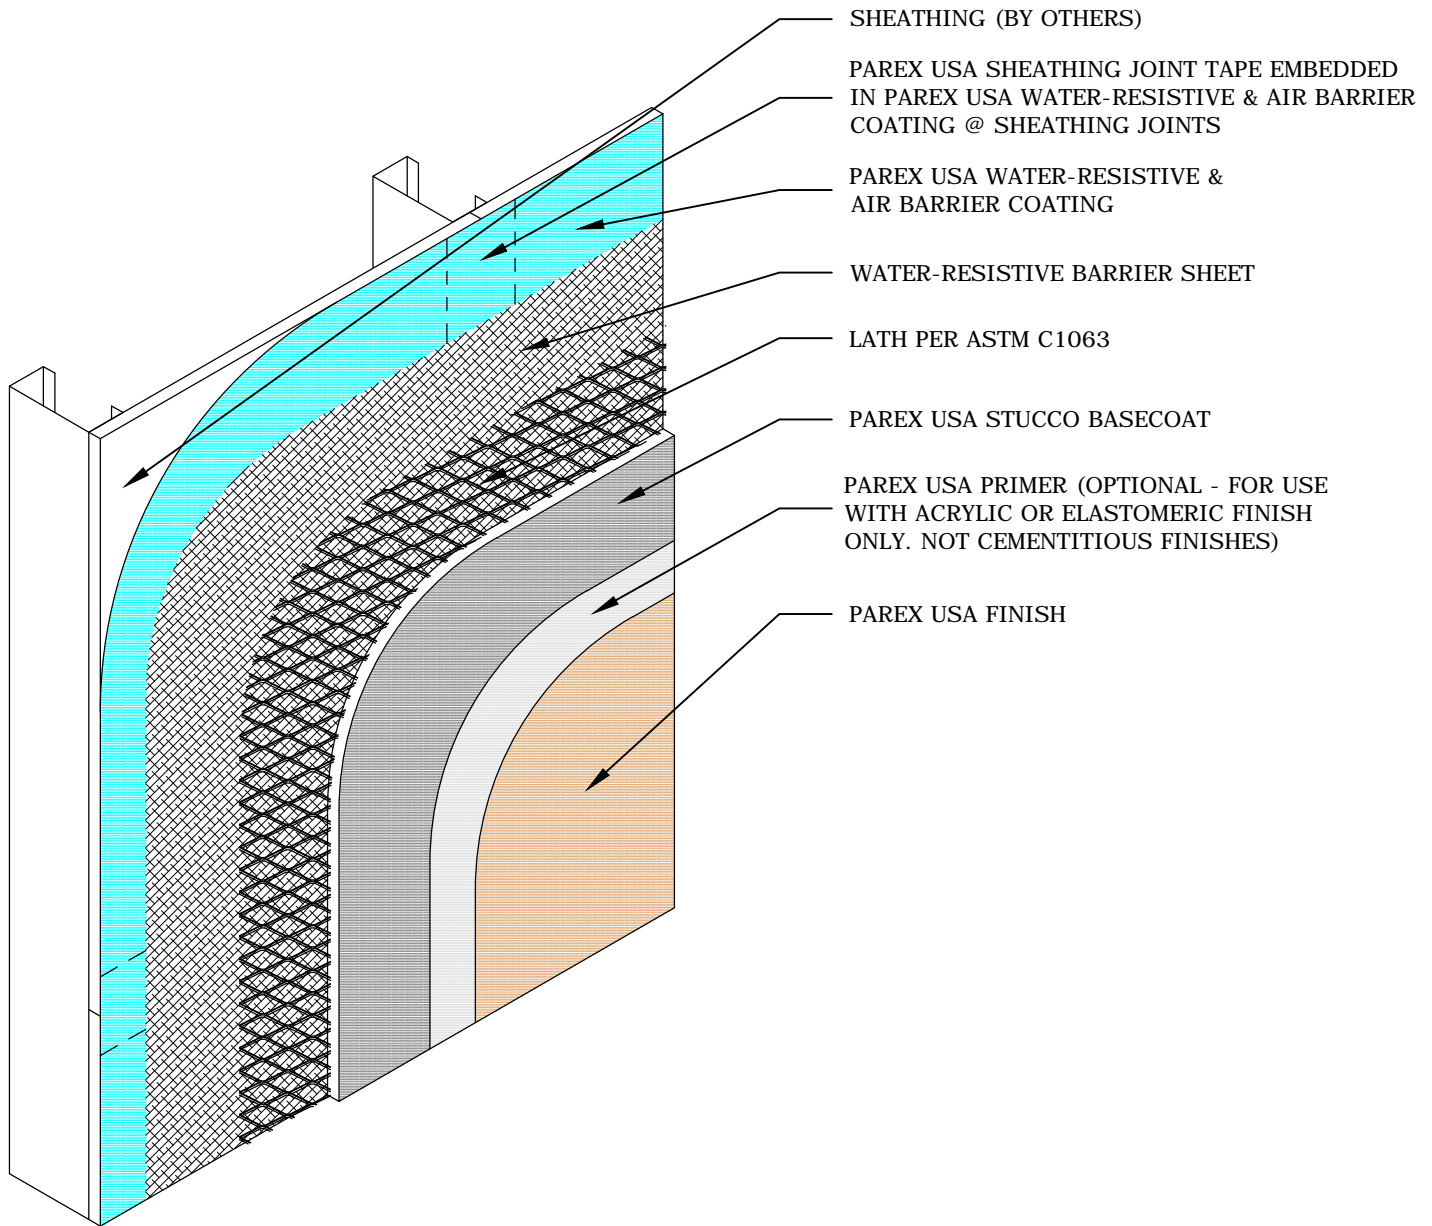 SHEATHING (BY OTHERS)
PAREX USA SHEATHING JOINT TAPE EMBEDDED
IN PAREX USA WATER-RESISTIVE & AIR BARRIER
COATING @ SHEATHING JOINTS
PAREX USA WATER-RESISTIVE &
AIR BARRIER COATING
WATER-RESISTIVE BARRIER SHEET
LATH PER ASTM C1063
PAREX USA STUCCO BASECOAT
PAREX USA PRIMER (OPTIONAL - FOR USE
WITH ACRYLIC OR ELASTOMERIC FINISH
ONLY. NOT CEMENTITIOUS FINISHES)
PAREX USA FINISH